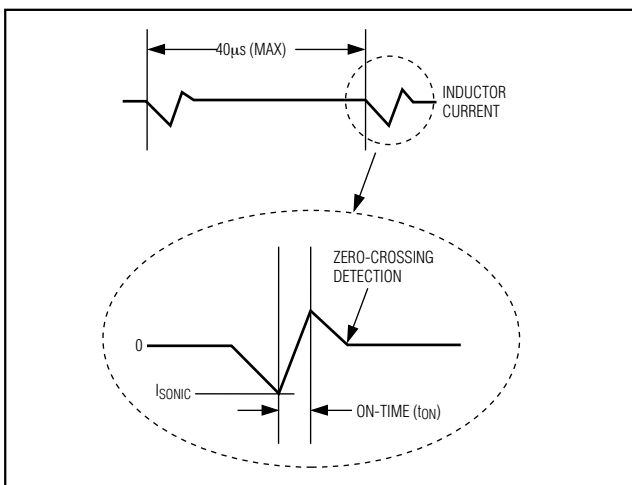 40μs (MAX)
INDUCTOR
CURRENT
ZERO-CROSSING
DETECTION
0
ISONIC
ON-TIME (tON)